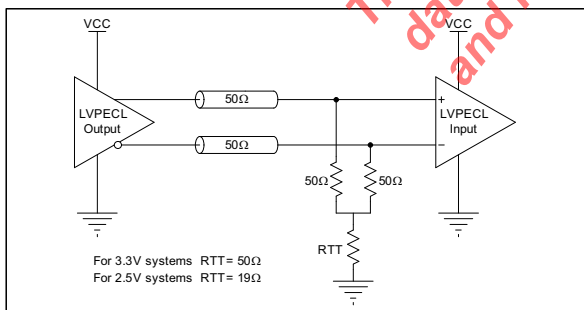 VCC
VCC
LVPECL
Output
50Ω
50Ω
+
−
LVPECL
Input
50Ω
50Ω
RTT
For 3.3V systems RTT = 50Ω
For 2.5V systems RTT = 19Ω
and